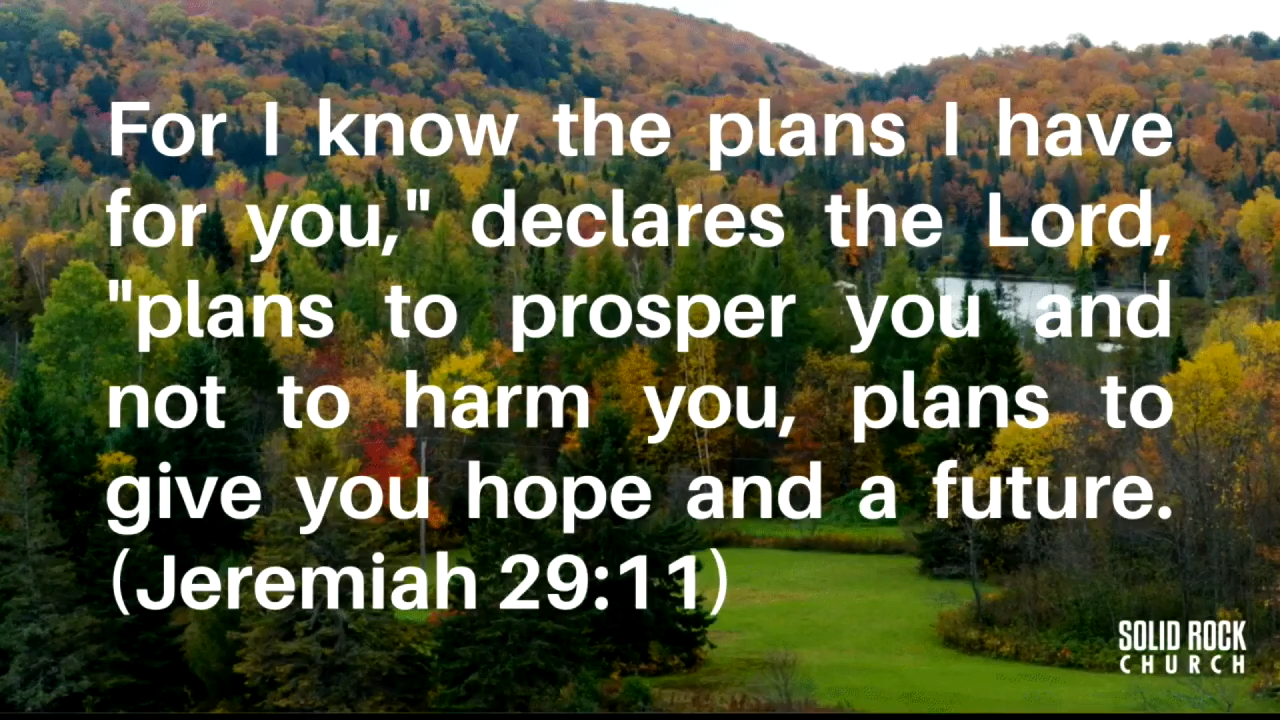 For I know the plans I have
for you," declares the Lord,
"plans to prosper you and
not to harm you, plans to
give you hope and a future.
(Jeremiah 29:11)
SOLID ROCK
CHURCH